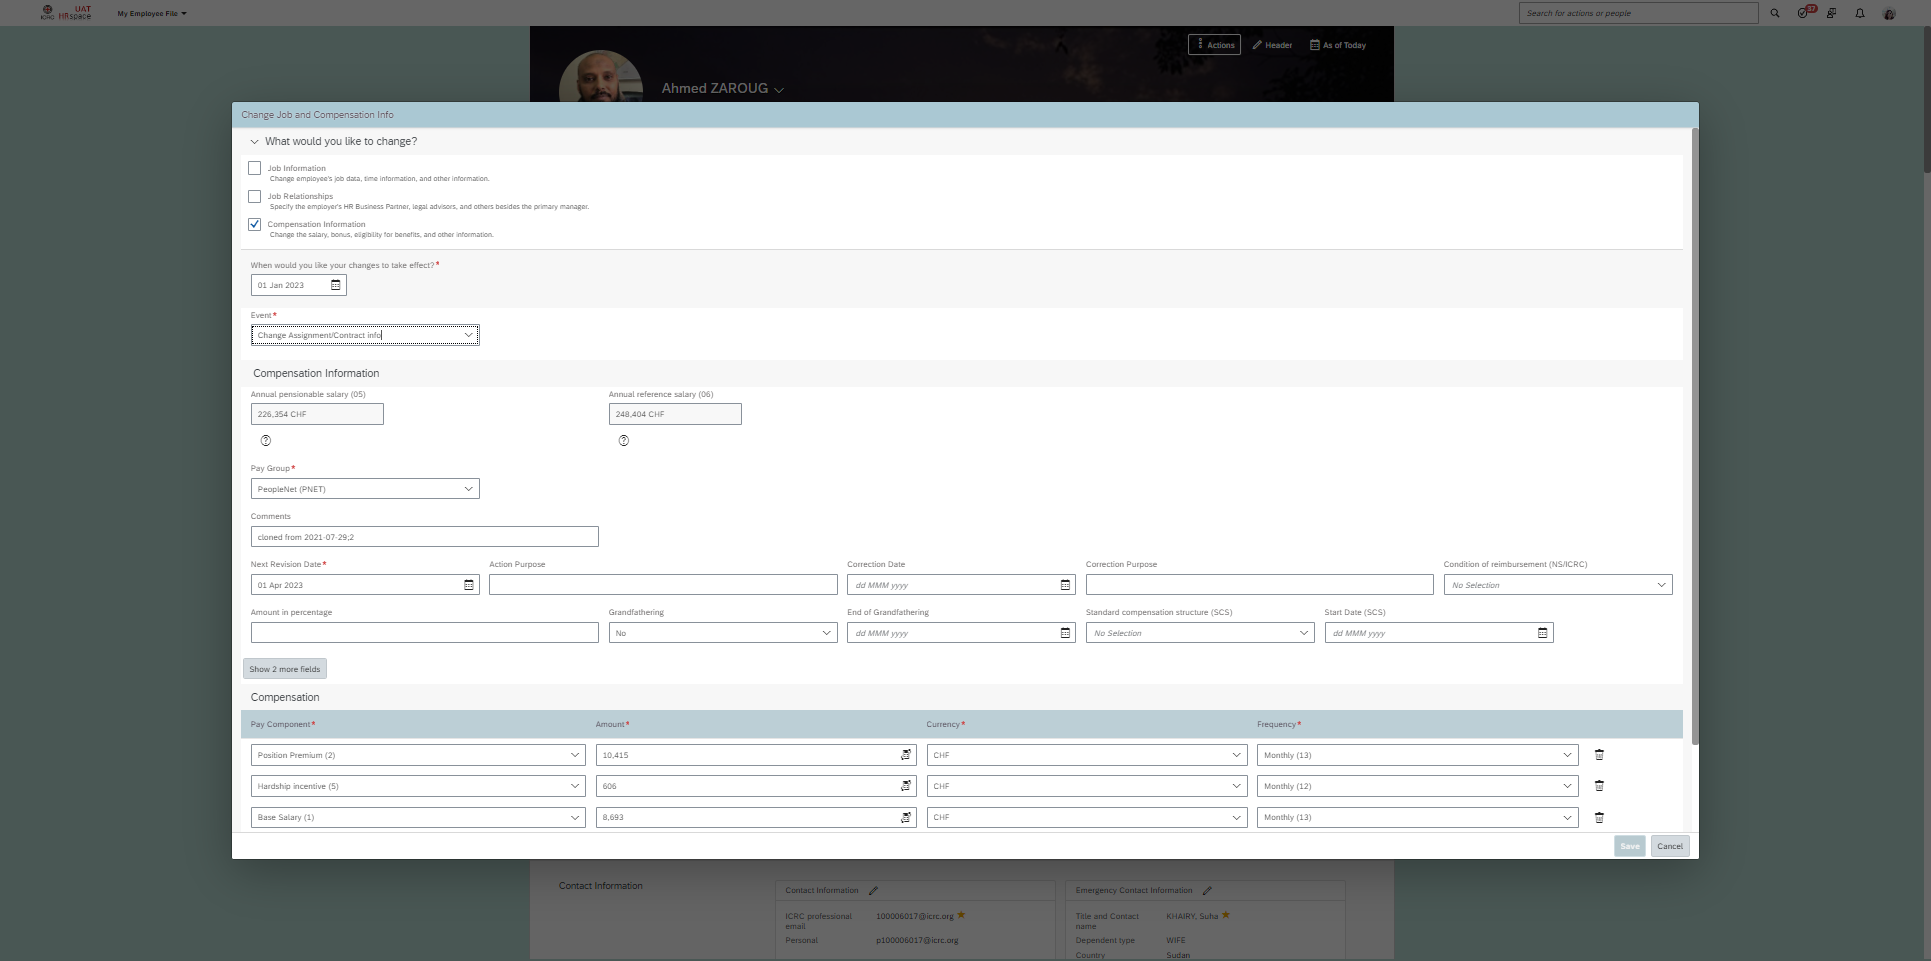 ICRC UAT HRspace My Employee File Search for actions or people 37
Actions Header As of Today
Ahmed ZAROUG
Change Job and Compensation Info
What would you like to change?
Job Information
Change employee's job data, time information, and other information.
Job Relationships
Specify the employer's HR Business Partner, legal advisors, and others besides the primary manager.
Compensation Information
Change the salary, bonus, eligibility for benefits, and other information.
When would you like your changes to take effect?*
01 Jan 2023
Event*
Change Assignment/Contract info
Compensation Information
Annual pensionable salary (05) Annual reference salary (06)
226,354 CHF 248,404 CHF
Pay Group*
PeopleNet (PNET)
Comments
cloned from 2021-07-29;2
Next Revision Date* Action Purpose Correction Date Correction Purpose Condition of reimbursement (NS/ICRC)
01 Apr 2023 dd MMM yyyy No Selection
Amount in percentage Grandfathering End of Grandfathering Standard compensation structure (SCS) Start Date (SCS)
No dd MMM yyyy No Selection dd MMM yyyy
Show 2 more fields
Compensation
Pay Component* Amount* Currency* Frequency*
Position Premium (2) 10,415 CHF Monthly (13)
Hardship incentive (5) 606 CHF Monthly (12)
Base Salary (1) 8,693 CHF Monthly (13)
Save Cancel
Contact Information Contact Information Emergency Contact Information
ICRC professional email 100006017@icrc.org Title and Contact name KHAIRY, Suha
Personal p100006017@icrc.org Dependent type WIFE
Country Sudan